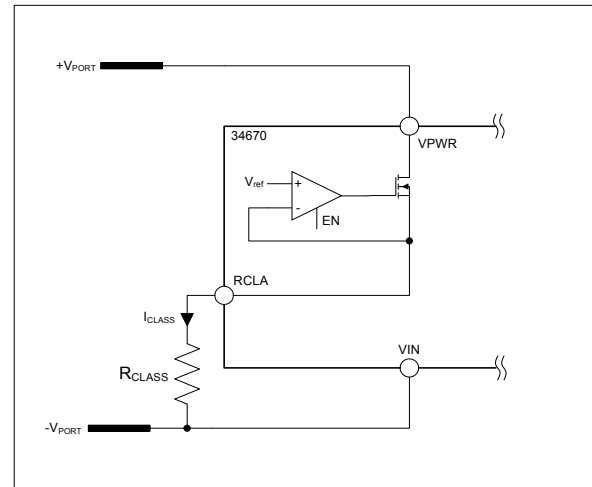 +VPORT
34670
VPWR
Vref
+
-
EN
RCLA
ICLASS
RCLASS
VIN
-VPORT